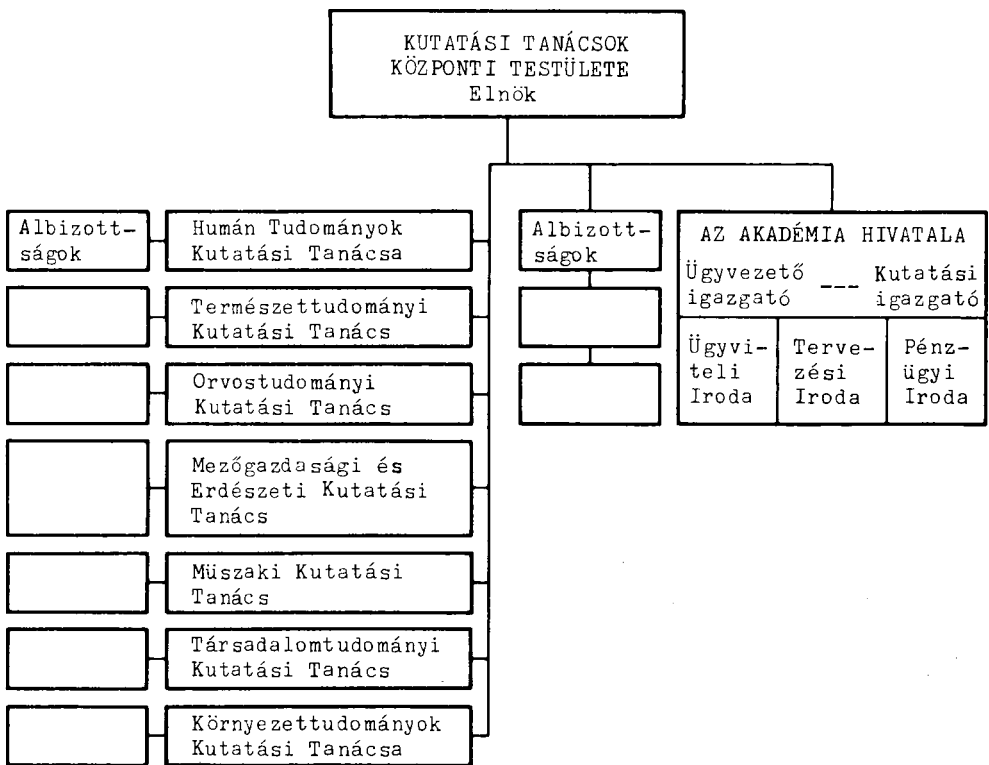 KUTATÁSI TANÁCSOK
KÖZPONTI TESTÜLETE
Elnök
Albizott-
ságok
Humán Tudományok
Kutatási Tanácsa
Természettudományi
Kutatási Tanács
Orvostudományi
Kutatási Tanács
Mezőgazdasági és
Erdészeti Kutatási
Tanács
Müszaki Kutatási
Tanács
Társadalomtudományi
Kutatási Tanács
Környezettudományok
Kutatási Tanácsa
Albizott-
ságok
AZ AKADÉMIA HIVATALA
Ügyvezető
igazgató
---
Kutatási
igazgató
Ügyvi-
teli
Iroda
Terve-
zési
Iroda
Pénz-
ügyi
Iroda